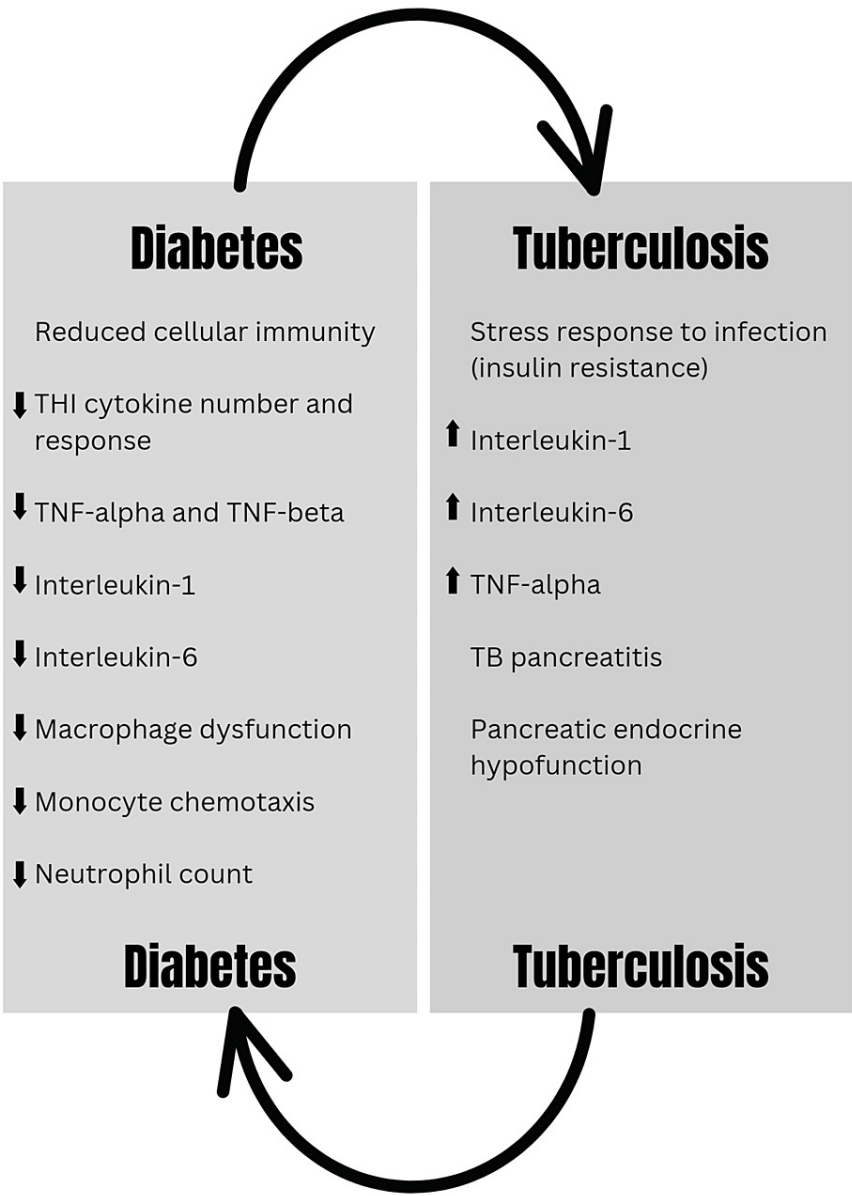 Diabetes
Reduced cellular immunity
THI cytokine number and
response
TNF-alpha and TNF-beta
Interleukin-1
Interleukin-6
Macrophage dysfunction
Monocyte chemotaxis
Neutrophil count
Diabetes
Tuberculosis
Stress response to infection
(insulin resistance)
Interleukin-1
Interleukin-6
TNF-alpha
TB pancreatitis
Pancreatic endocrine
hypofunction
Tuberculosis